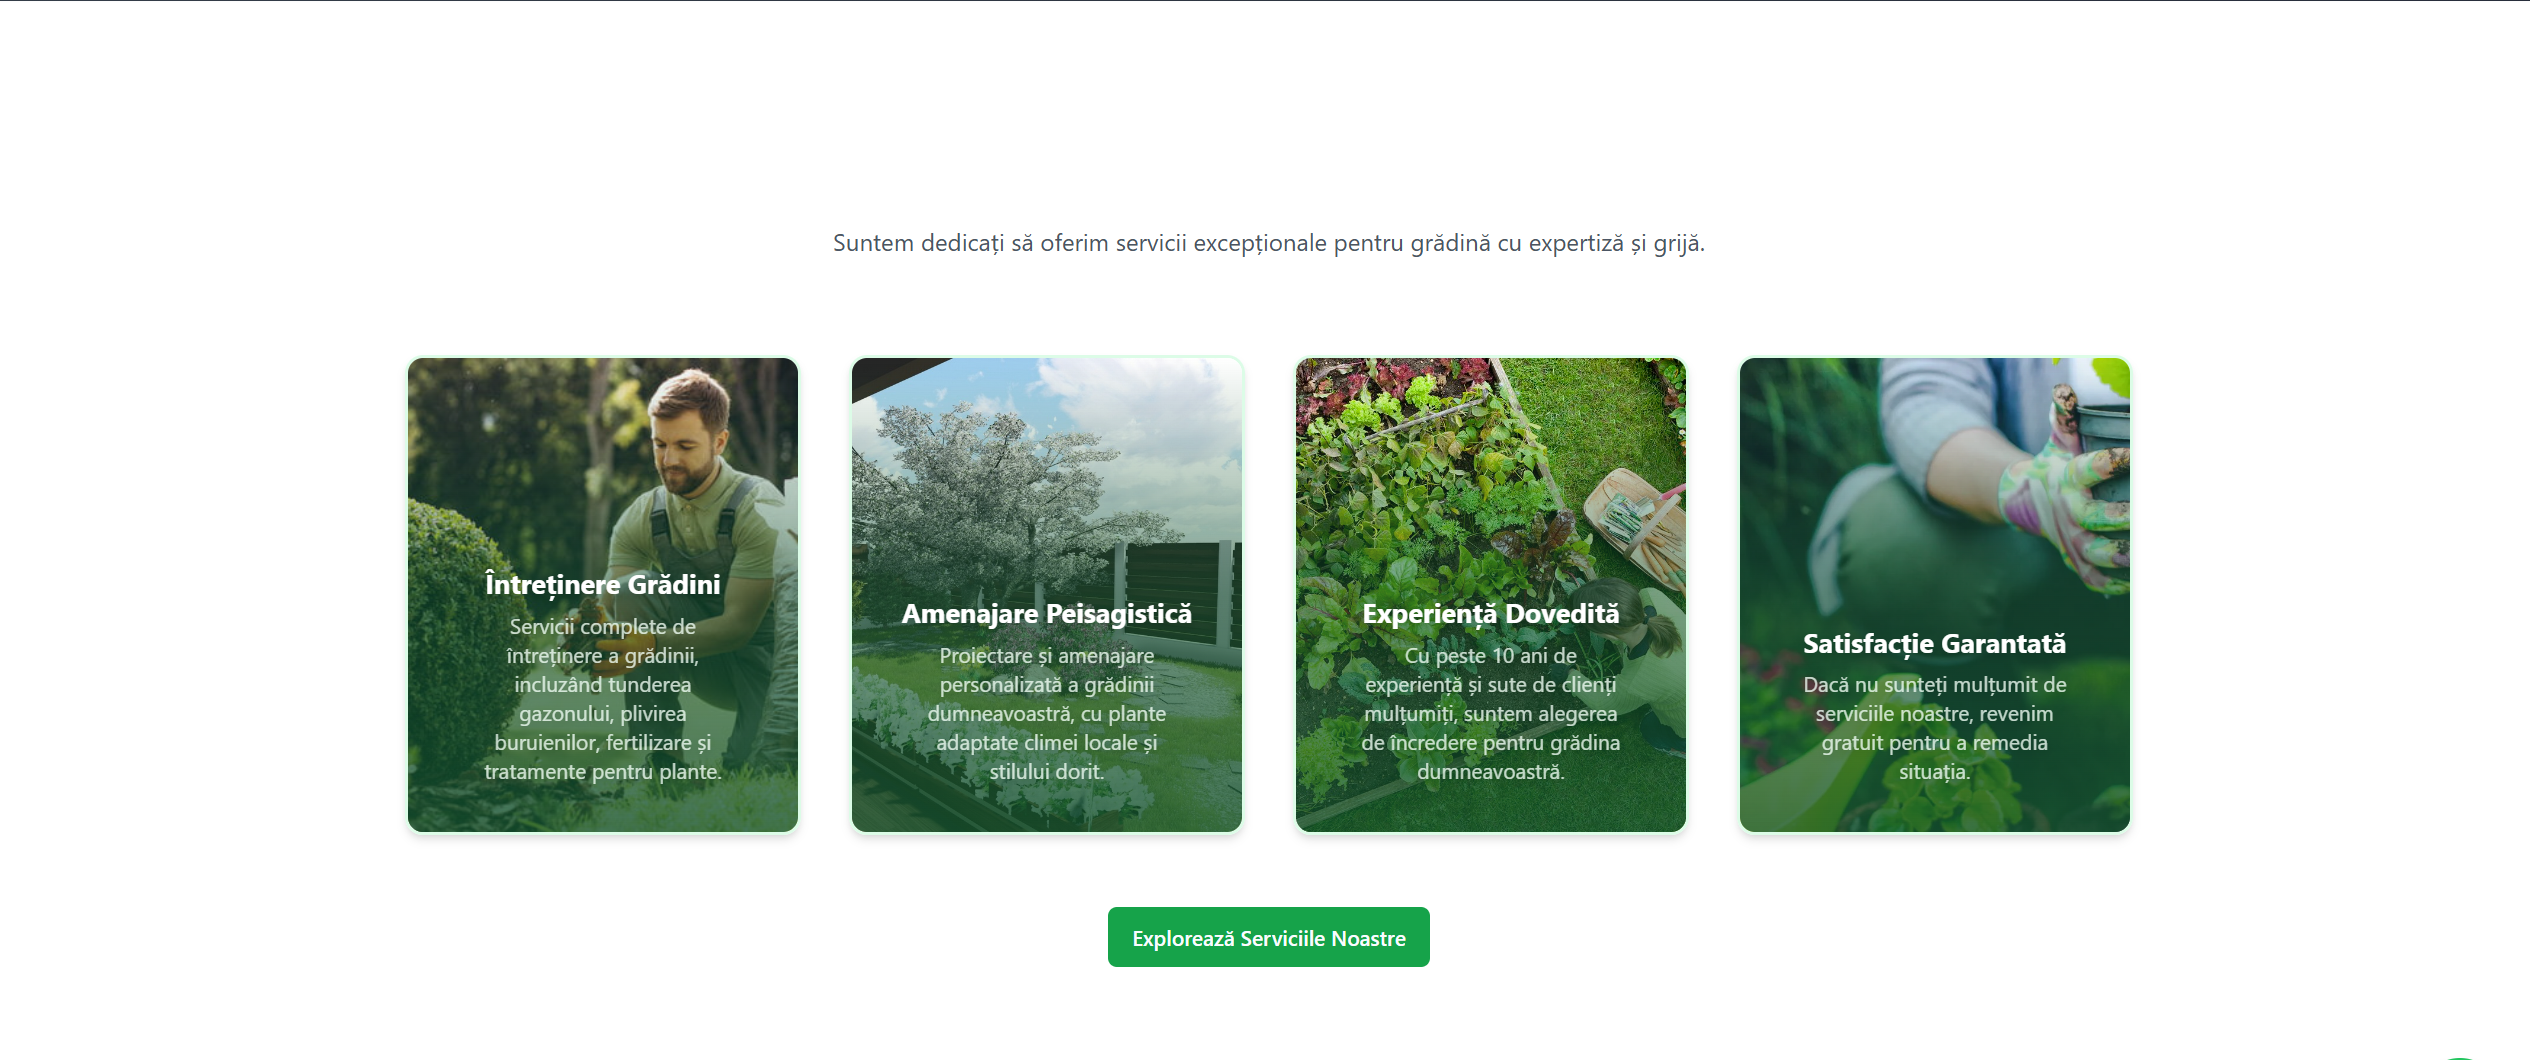 Suntem dedicați să oferim servicii excepționale pentru grădină cu expertiză și grijă.
Întreținere Grădini
Servicii complete de
întreținere a grădinii,
incluzând tunderea
gazonului, plivirea
buruienilor, fertilizare și
tratamente pentru plante.
Amenajare Peisagistică
Proiectare și amenajare
personalizată a grădinii
dumneavoastră, cu plante
adaptate climei locale și
stilului dorit.
Experiență Dovedită
Cu peste 10 ani de
experiență și sute de clienți
mulțumiți, suntem alegerea
de încredere pentru grădina
dumneavoastră.
Satisfacție Garantată
Dacă nu sunteți mulțumit de
serviciile noastre, revenim
gratuit pentru a remedia
situația.
Explorează Serviciile Noastre